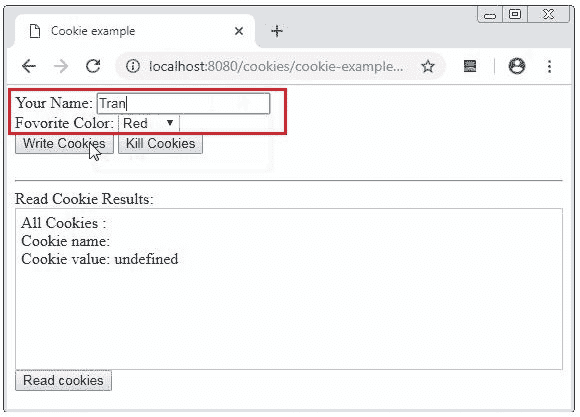 Cookie example
localhost:8080/cookies/cookie-example...
Your Name: Tran
Fovorite Color: Red
Write Cookies Kill Cookies
Read Cookie Results:
All Cookies :
Cookie name:
Cookie value: undefined
Read cookies